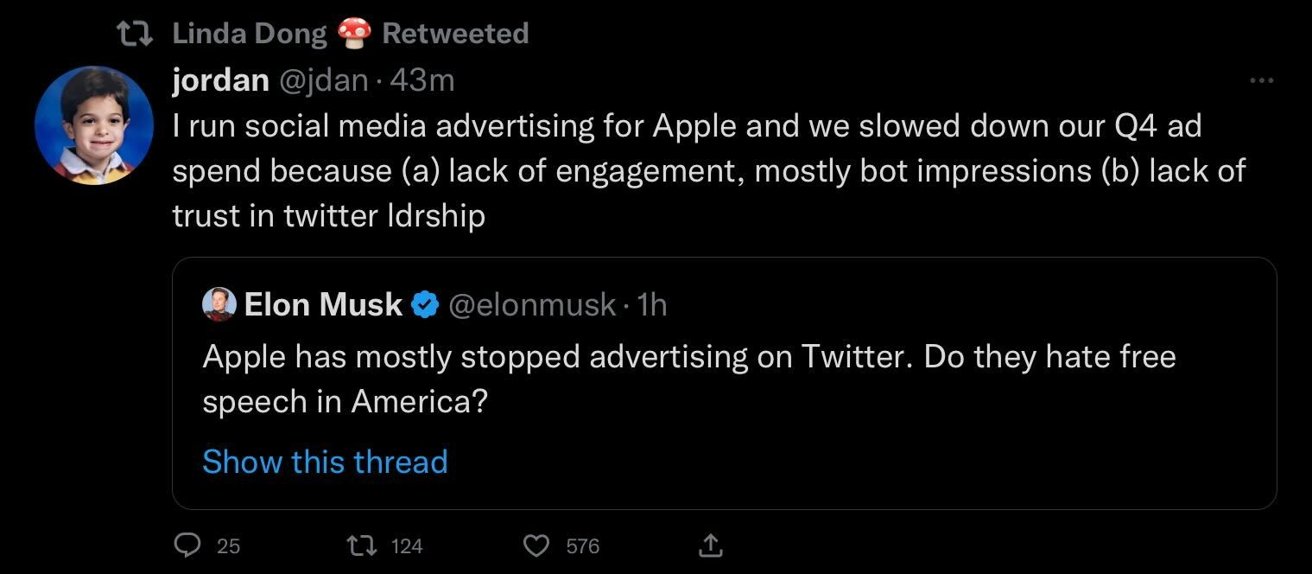 Linda Dong 🍄 Retweeted
jordan @jdan · 43m
I run social media advertising for Apple and we slowed down our Q4 ad
spend because (a) lack of engagement, mostly bot impressions (b) lack of
trust in twitter ldrship
Elon Musk @elonmusk · 1h
Apple has mostly stopped advertising on Twitter. Do they hate free
speech in America?
Show this thread
25 124 576